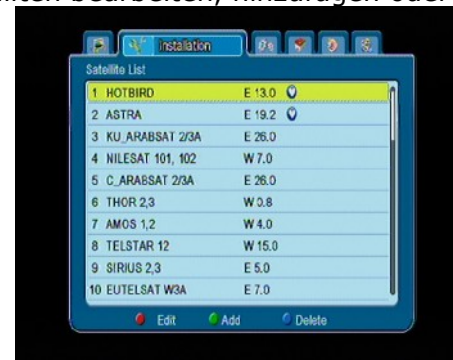 bearbeiten, hinzufügen oder
Installation
Satellite List
1 HOTBIRD E 13.0
2 ASTRA E 19.2
3 KU_ARABSAT 2/3A E 26.0
4 NILESAT 101, 102 W 7.0
5 C_ARABSAT 2/3A E 26.0
6 THOR 2,3 W 0.8
7 AMOS 1,2 W 4.0
8 TELSTAR 12 W 15.0
9 SIRIUS 2,3 E 5.0
10 EUTELSAT W3A E 7.0
Edit Add Delete